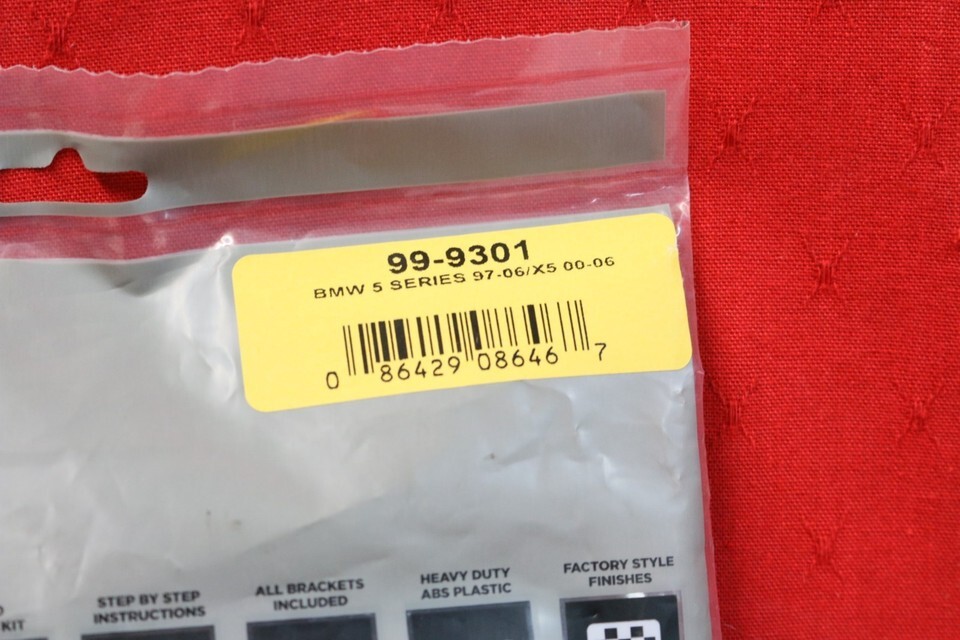 99-9301
BMW 5 SERIES 97-06/X5 00-06
0 86429 08646 7
KIT
STEP BY STEP
INSTRUCTIONS
ALL BRACKETS
INCLUDED
HEAVY DUTY
ABS PLASTIC
FACTORY STYLE
FINISHES